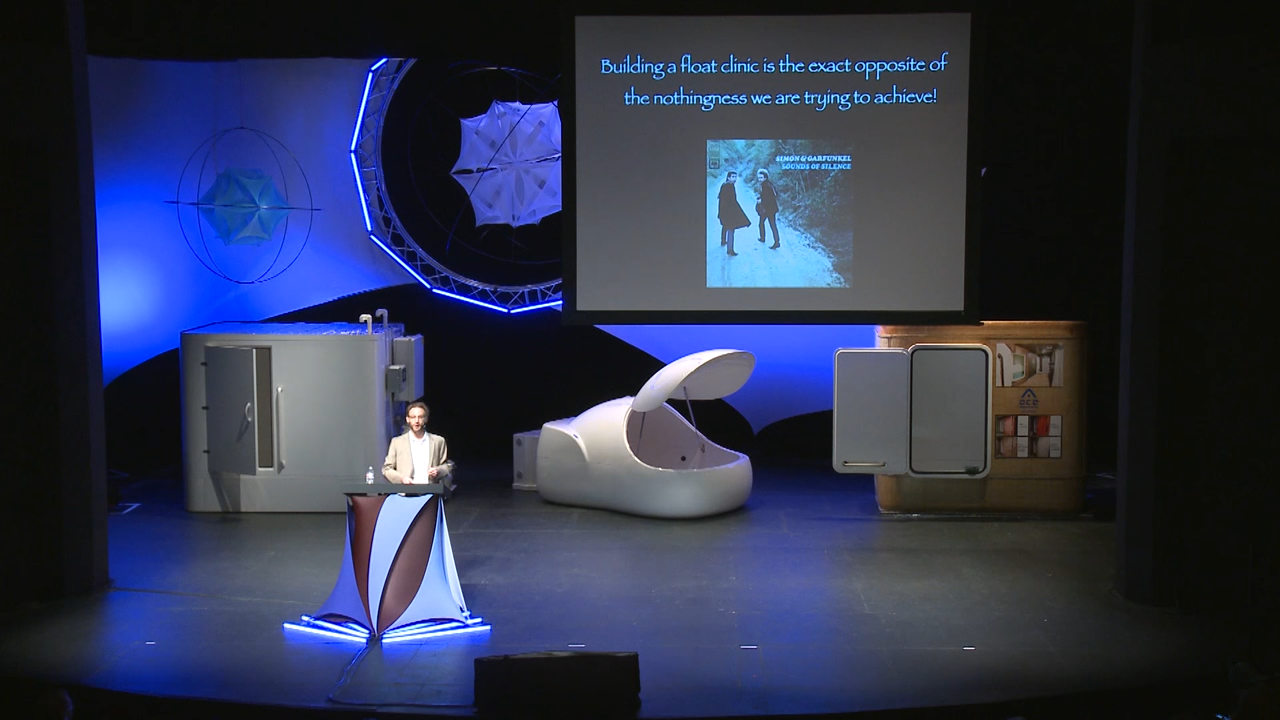 Building a float clinic is the exact opposite of
the nothingness we are trying to achieve!
SIMON & GARFUNKEL
SOUNDS OF SILENCE